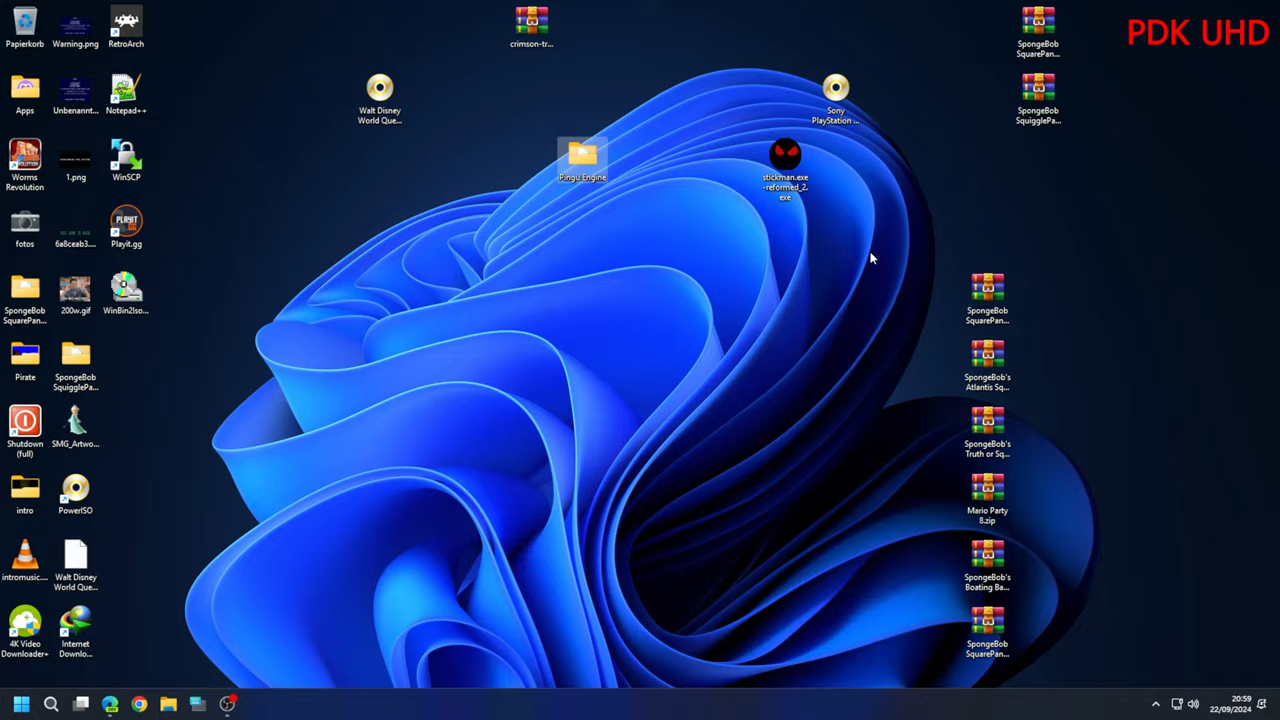 PDK UHD
Papierkorb
Warning.png
RetroArch
crimson-tr...
SpongeBob
SquarePan...
Apps
Unbenannt...
Notepad++
Walt Disney
World Que...
Sony
PlayStation ...
SpongeBob
SquigglePa...
Worms
Revolution
1.png
WinSCP
Pingu Engine
stickman.exe
-reformed_2.
exe
fotos
6a8ceab3....
PLAYIT
GG
Playit.gg
SpongeBob
SquarePan...
200w.gif
WinBin2Iso...
SpongeBob
SquarePan...
Pirate
SpongeBob
SquigglePa...
SpongeBob's
Atlantis Sq...
Shutdown
(full)
SMG_Artwo...
SpongeBob's
Truth or Sq...
intro
PowerISO
Mario Party
8.zip
intromusic....
Walt Disney
World Que...
SpongeBob's
Boating Ba...
4K Video
Downloader+
Internet
Downlo...
SpongeBob
SquarePan...
20:59
22/09/2024